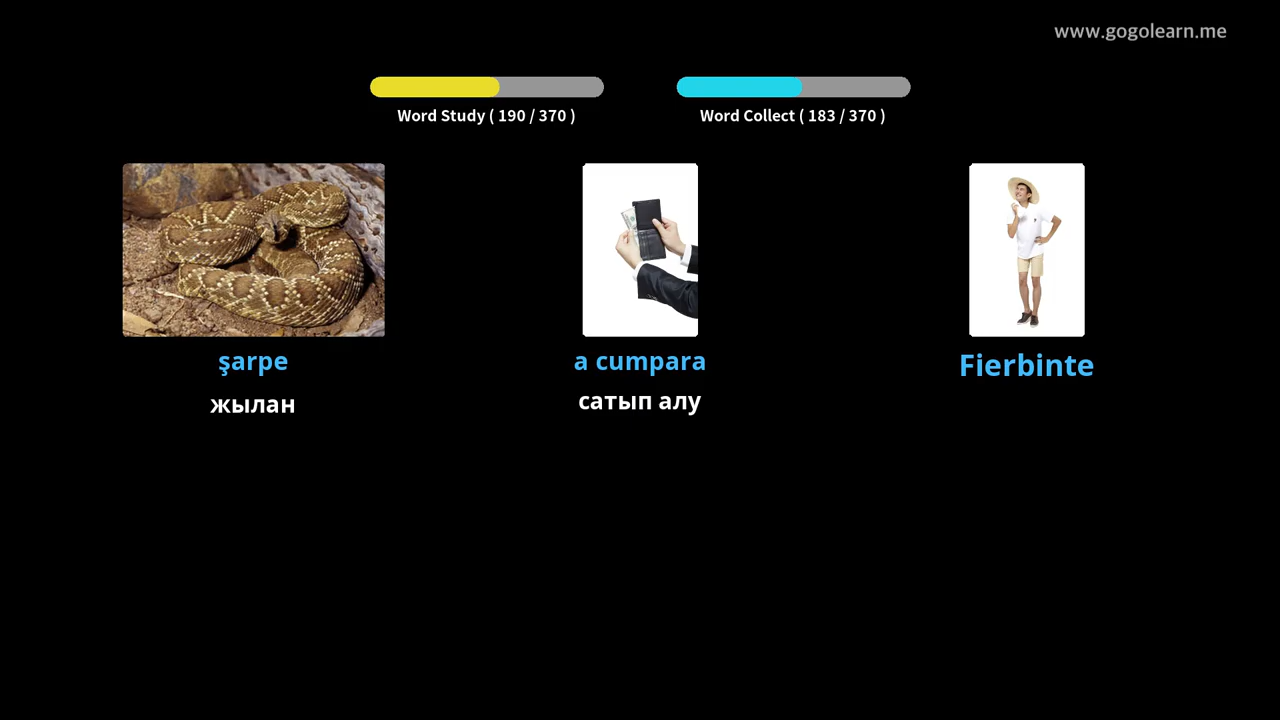 www.gogolearn.me
Word Study ( 190 / 370 )
Word Collect ( 183 / 370 )
şarpe
a cumpara
Fierbinte
жылан
сатып алу